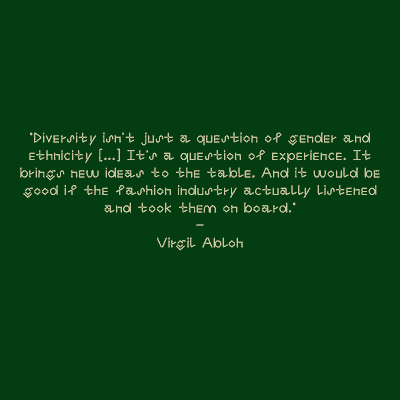 "Diversity isn't just a question of gender and
ethnicity [...] It's a question of experience. It
brings new ideas to the table. And it would be
good if the fashion industry actually listened
and took them on board."
—
Virgil Abloh